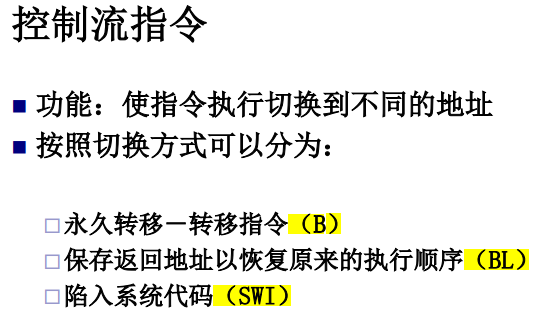 控制流指令
功能：使指令执行切换到不同的地址
按照切换方式可以分为：
永久转移－转移指令（B）
保存返回地址以恢复原来的执行顺序（BL）
陷入系统代码（SWI）